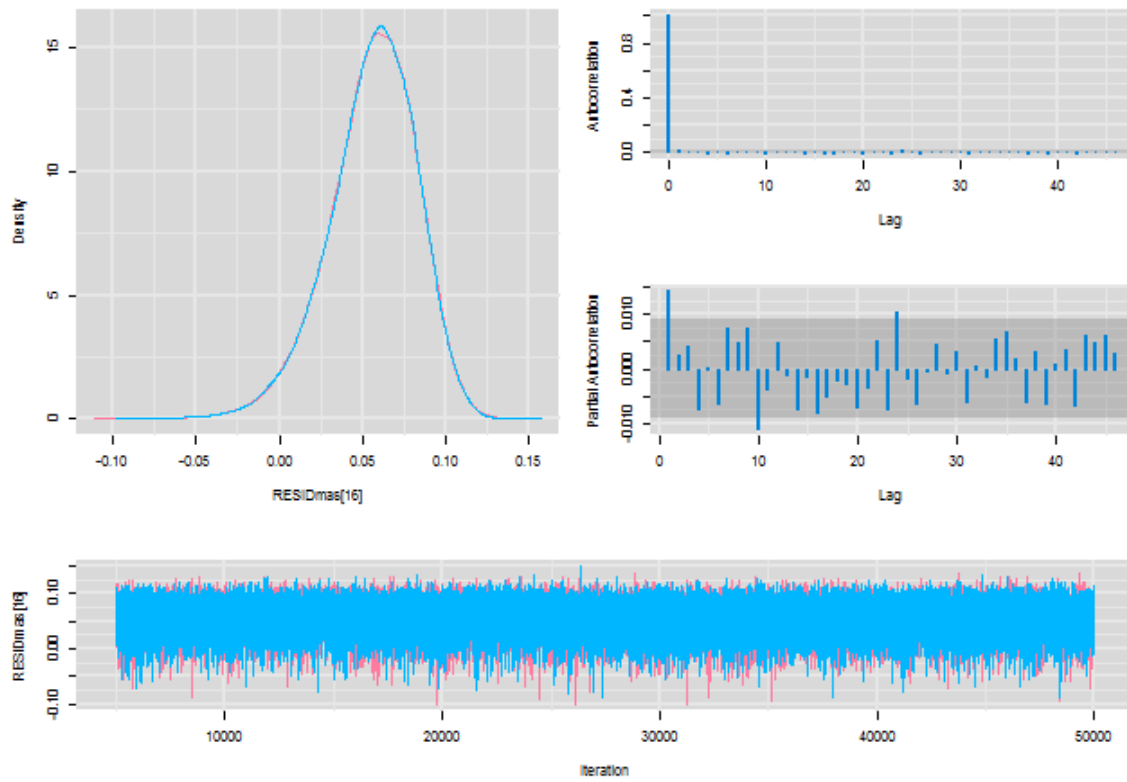 Density
15
10
5
0
-0.10 -0.05 0.00 0.05 0.10 0.15
RESIDmas[16]
Autocorrelation
0.8
0.4
0.0
0 10 20 30 40
Lag
Partial Autocorrelation
0.010
0.000
-0.010
0 10 20 30 40
Lag
RESIDmas[16]
0.10
0.00
-0.10
10000 20000 30000 40000 50000
Iteration